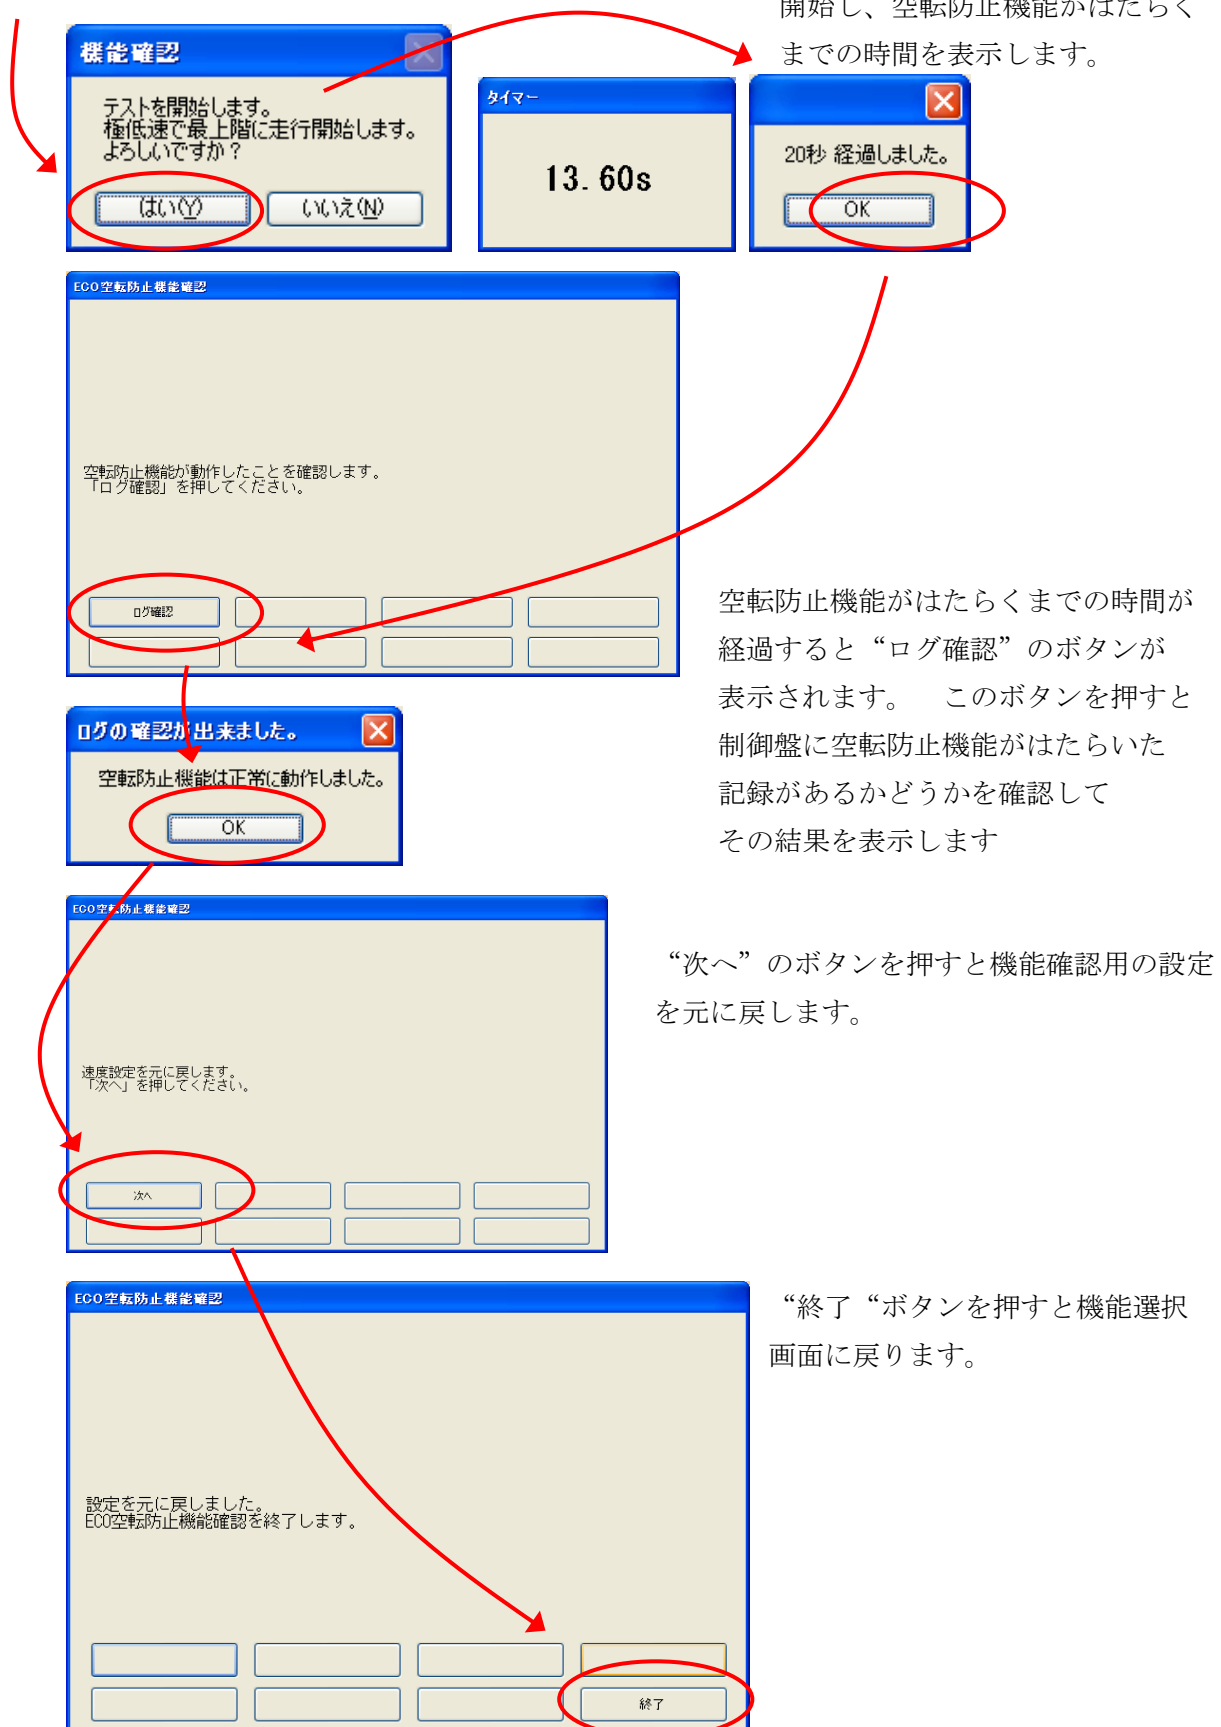 開始し、空転防止機能がはたらく
までの時間を表示します。
機能確認
テストを開始します。
極低速で最上階に走行開始します。
よろしいですか？
はい(Y)
いいえ(N)
タイマー
13.60s
20秒 経過しました。
OK
ECO空転防止機能確認
空転防止機能が動作したことを確認します。
「ログ確認」を押してください。
ログ確認
空転防止機能がはたらくまでの時間が
経過すると“ログ確認”のボタンが
表示されます。　このボタンを押すと
制御盤に空転防止機能がはたらいた
記録があるかどうかを確認して
その結果を表示します
ログの確認が出来ました。
空転防止機能は正常に動作しました。
OK
ECO空転防止機能確認
速度設定を元に戻します。
「次へ」を押してください。
次へ
“次へ”のボタンを押すと機能確認用の設定
を元に戻します。
ECO空転防止機能確認
設定を元に戻しました。
ECO空転防止機能確認を終了します。
終了
“終了“ボタンを押すと機能選択
画面に戻ります。